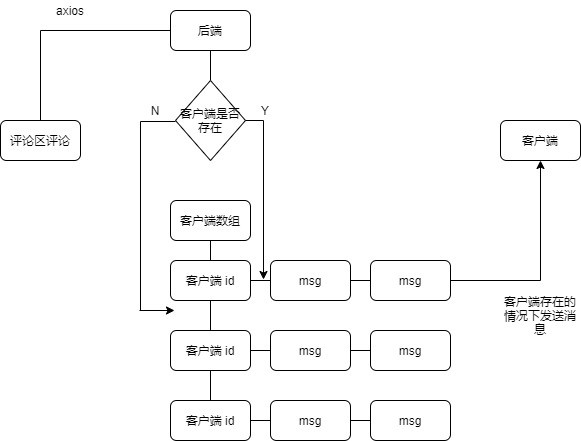 axios
后端
N
Y
客户端是否
存在
评论区评论
客户端
客户端数组
客户端 id
msg
msg
客户端存在的
情况下发送消
息
客户端 id
msg
msg
客户端 id
msg
msg